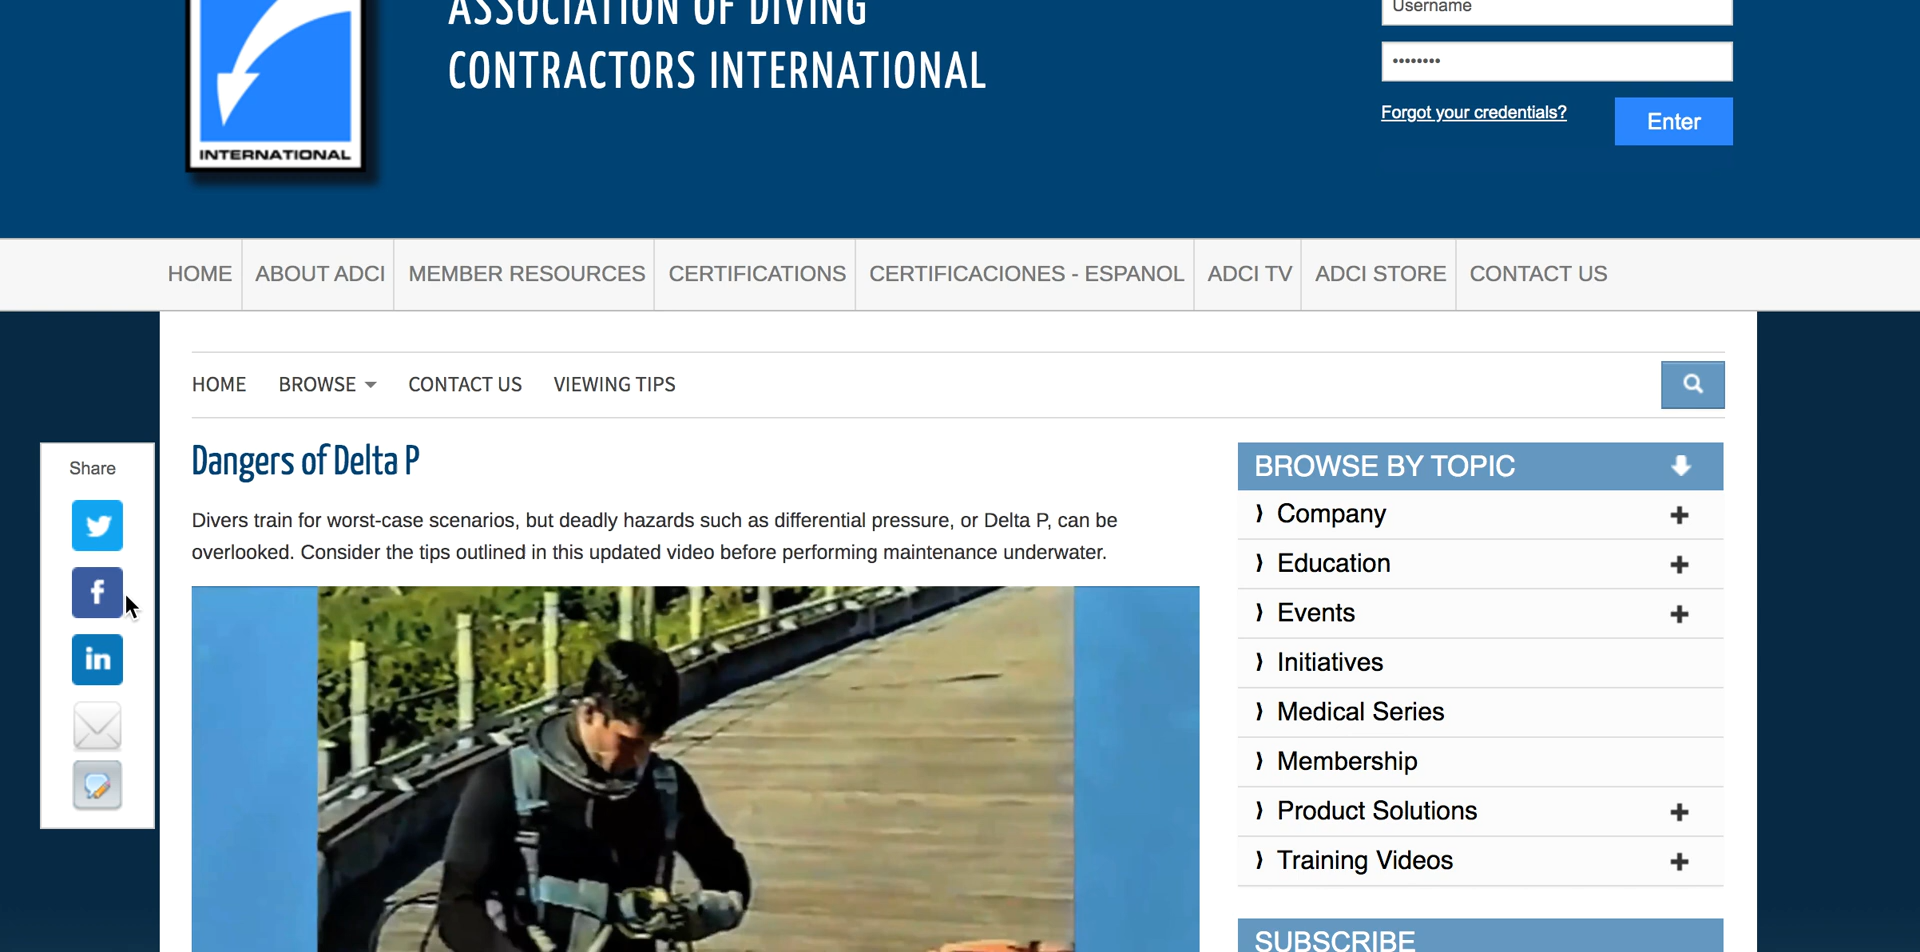 ASSOCIATION OF DIVING
CONTRACTORS INTERNATIONAL
INTERNATIONAL
Username
••••••••
Forgot your credentials?
Enter
HOME
ABOUT ADCI
MEMBER RESOURCES
CERTIFICATIONS
CERTIFICACIONES - ESPANOL
ADCI TV
ADCI STORE
CONTACT US
HOME
BROWSE
CONTACT US
VIEWING TIPS
Share
f
in
Dangers of Delta P
Divers train for worst-case scenarios, but deadly hazards such as differential pressure, or Delta P, can be
overlooked. Consider the tips outlined in this updated video before performing maintenance underwater.
BROWSE BY TOPIC
Company
Education
Events
Initiatives
Medical Series
Membership
Product Solutions
Training Videos
SUBSCRIBE